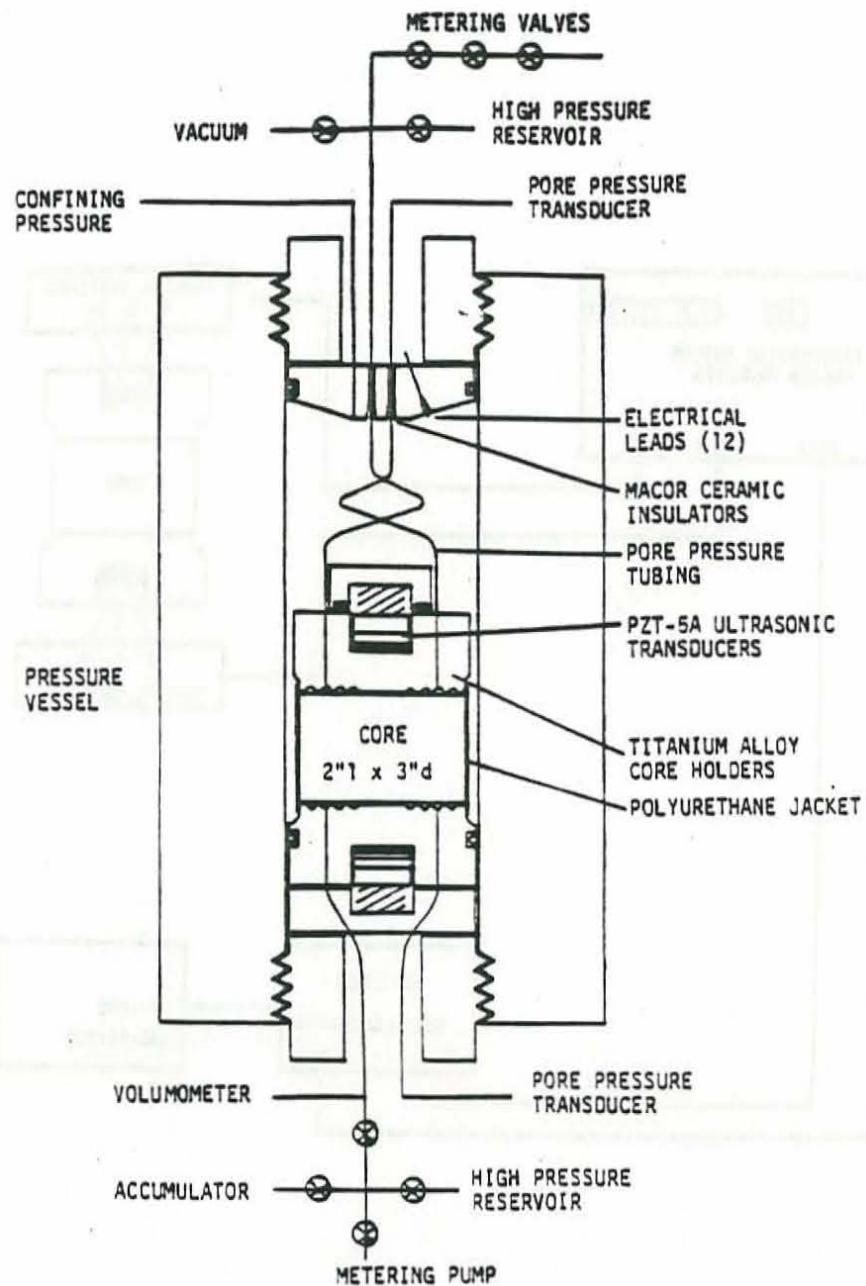 METERING VALVES
VACUUM
HIGH PRESSURE
RESERVOIR
CONFINING
PRESSURE
PORE PRESSURE
TRANSDUCER
ELECTRICAL
LEADS (12)
MACOR CERAMIC
INSULATORS
PORE PRESSURE
TUBING
PZT-5A ULTRASONIC
TRANSDUCERS
PRESSURE
VESSEL
CORE
2"l x 3"d
TITANIUM ALLOY
CORE HOLDERS
POLYURETHANE JACKET
VOLUMOMETER
PORE PRESSURE
TRANSDUCER
ACCUMULATOR
HIGH PRESSURE
RESERVOIR
METERING PUMP